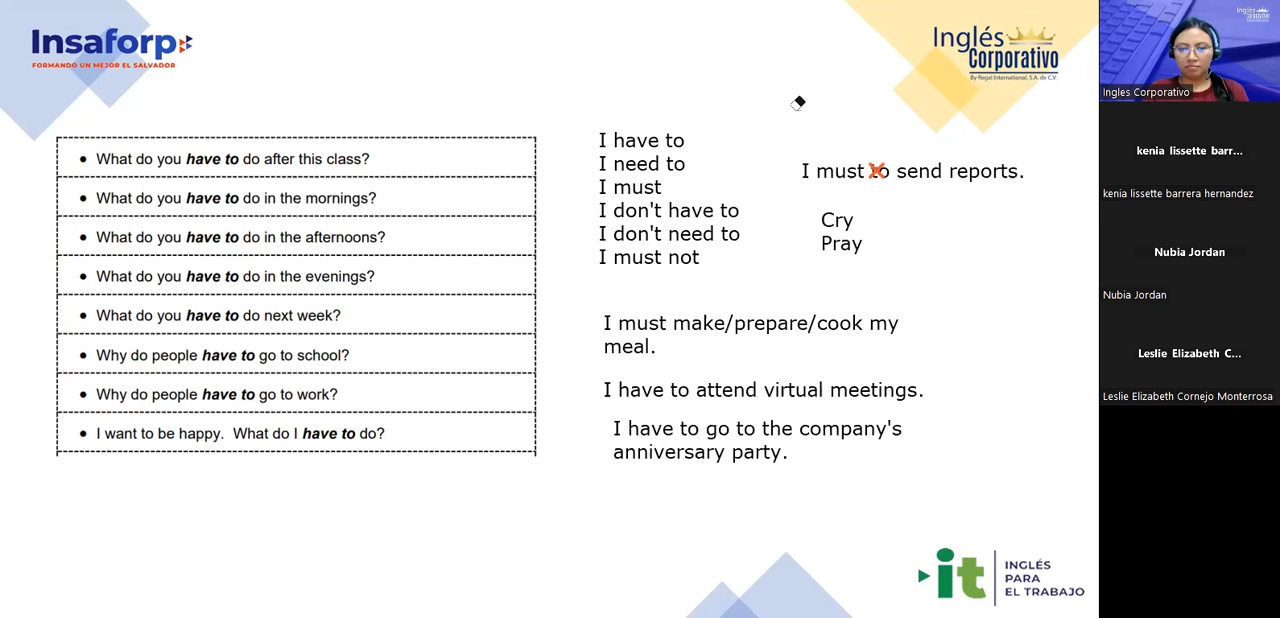 Insaforp
FORMANDO UN MEJOR EL SALVADOR
Inglés
Corporativo
By Regal International, S.A. de C.V.
• What do you have to do after this class?
• What do you have to do in the mornings?
• What do you have to do in the afternoons?
• What do you have to do in the evenings?
• What do you have to do next week?
• Why do people have to go to school?
• Why do people have to go to work?
• I want to be happy. What do I have to do?
I have to
I need to
I must
I don't have to
I don't need to
I must not
I must to send reports.
Cry
Pray
I must make/prepare/cook my
meal.
I have to attend virtual meetings.
I have to go to the company's
anniversary party.
it
INGLÉS
PARA
EL TRABAJO
Inglés
Ingles Corporativo
kenia lissette barr...
kenia lissette barrera hernandez
Nubia Jordan
Nubia Jordan
Leslie Elizabeth C...
Leslie Elizabeth Cornejo Monterrosa